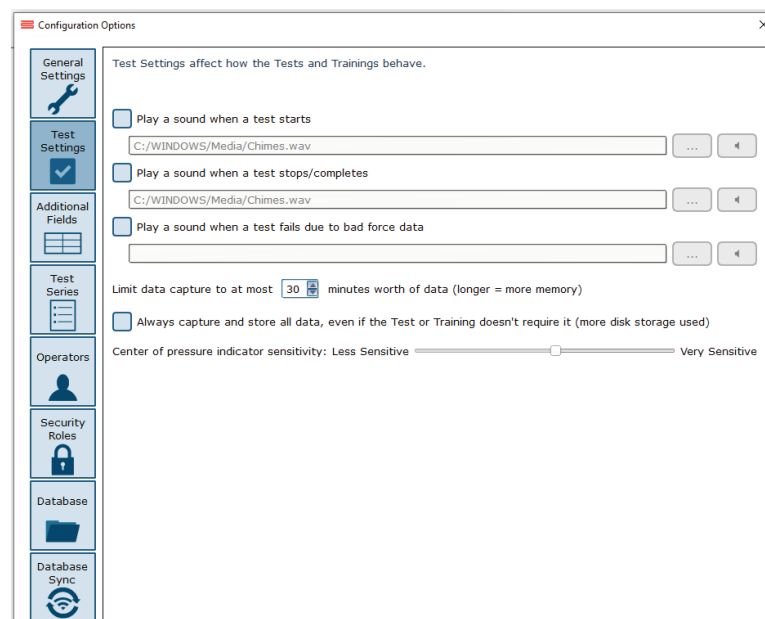 Configuration Options
General
Settings
Test
Settings
Additional
Fields
Test
Series
Operators
Security
Roles
Database
Database
Sync
Test Settings affect how the Tests and Trainings behave.
Play a sound when a test starts
C:/WINDOWS/Media/Chimes.wav
...
Play a sound when a test stops/completes
C:/WINDOWS/Media/Chimes.wav
...
Play a sound when a test fails due to bad force data
...
Limit data capture to at most 30 minutes worth of data (longer = more memory)
Always capture and store all data, even if the Test or Training doesn't require it (more disk storage used)
Center of pressure indicator sensitivity: Less Sensitive Very Sensitive